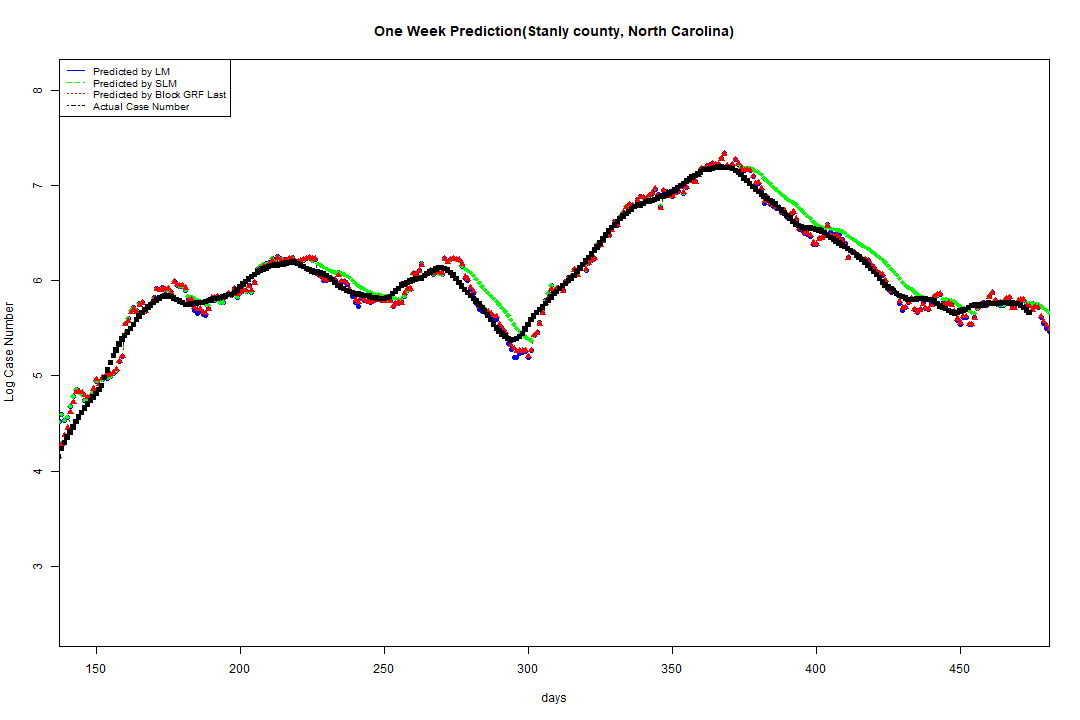 One Week Prediction(Stanly county, North Carolina)
Predicted by LM
Predicted by SLM
Predicted by Block GRF Last
Actual Case Number
8
7
6
5
4
3
Log Case Number
150 200 250 300 350 400 450
days